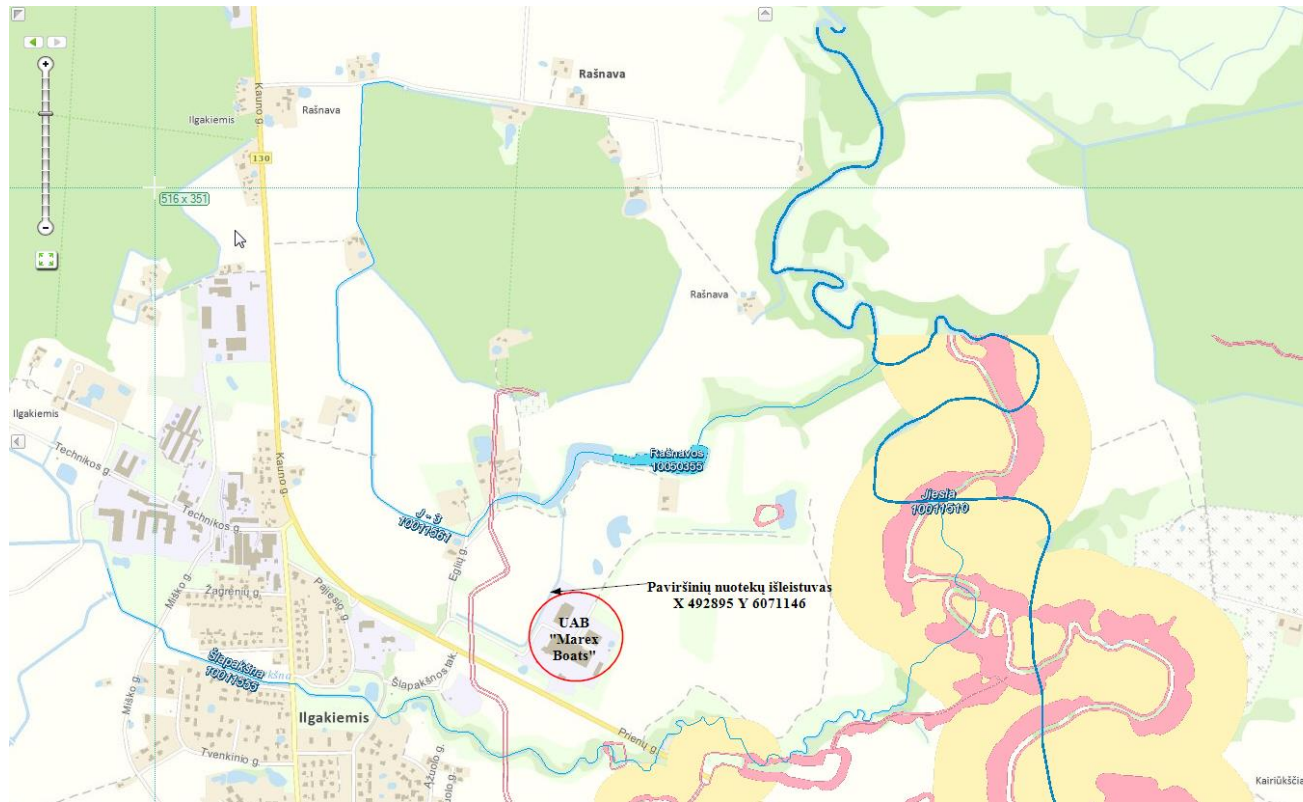 Rašnava
Kauno g.
Ilgakiemis
Rašnava
130
516 x 351
Rašnava
Ilgakiemis
Technikos g.
Kauno g.
Rašnavos
10050355
Jiesia
10011510
J - 3
10011561
Technikos g.
Eglių g.
Miško g.
Žagrėnių g.
Pajiesio g.
Paviršinių nuotekų išleistuvas
X 492895 Y 6071146
UAB
"Marex
Boats"
Šlapakšna
10011555
Šlapakšnos tak.
Miško g.
Ilgakiemis
Prienų g.
Tvenkinio g.
Ąžuolo g.
Kairiūkščiai